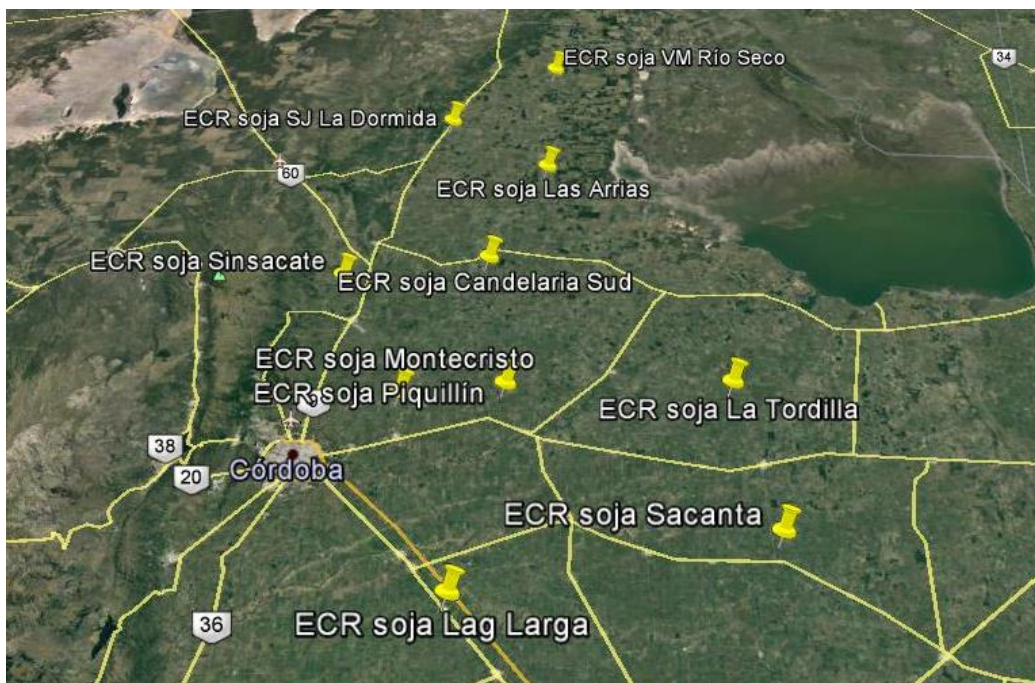 ECR soja VM Río Seco
34
ECR soja SJ La Dormida
60
ECR soja Las Arrias
ECR soja Sinsacate
ECR soja Candelaria Sud
ECR soja Montecristo
ECR soja Piquillín
9
ECR soja La Tordilla
38
20
Córdoba
ECR soja Sacanta
36
ECR soja Lag Larga